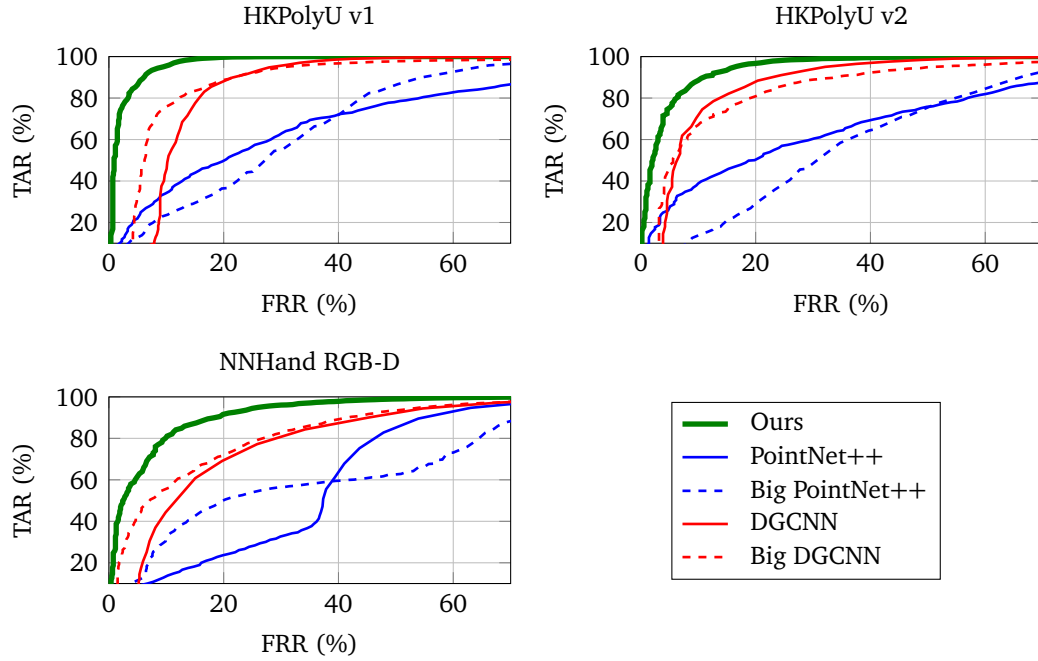 HKPolyU v1
100
80
60
40
20
TAR (%)
0 20 40 60
FRR (%)
HKPolyU v2
100
80
60
40
20
TAR (%)
0 20 40 60
FRR (%)
NNHand RGB-D
100
80
60
40
20
TAR (%)
0 20 40 60
FRR (%)
Ours
PointNet++
Big PointNet++
DGCNN
Big DGCNN